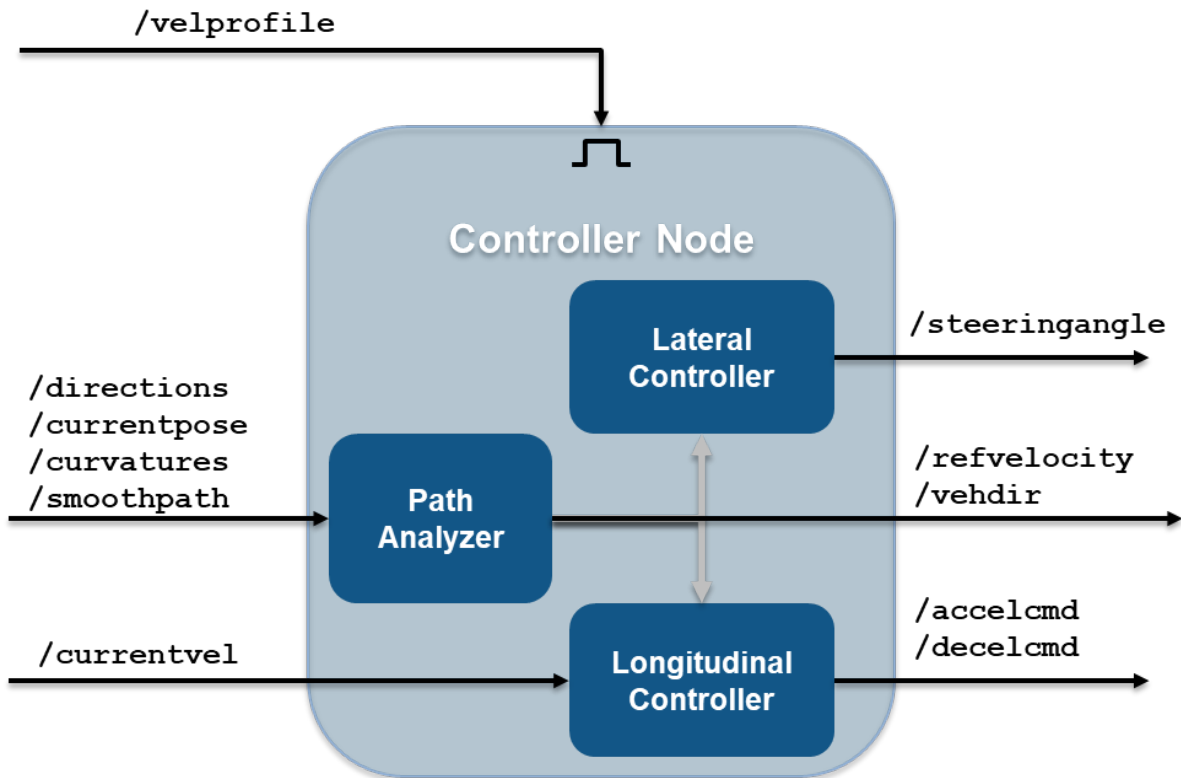 /velprofile
Controller Node
Lateral
Controller
/steeringangle
/directions
/currentpose
/curvatures
/smoothpath
Path
Analyzer
/refvelocity
/vehdir
/currentvel
Longitudinal
Controller
/accelcmd
/decelcmd